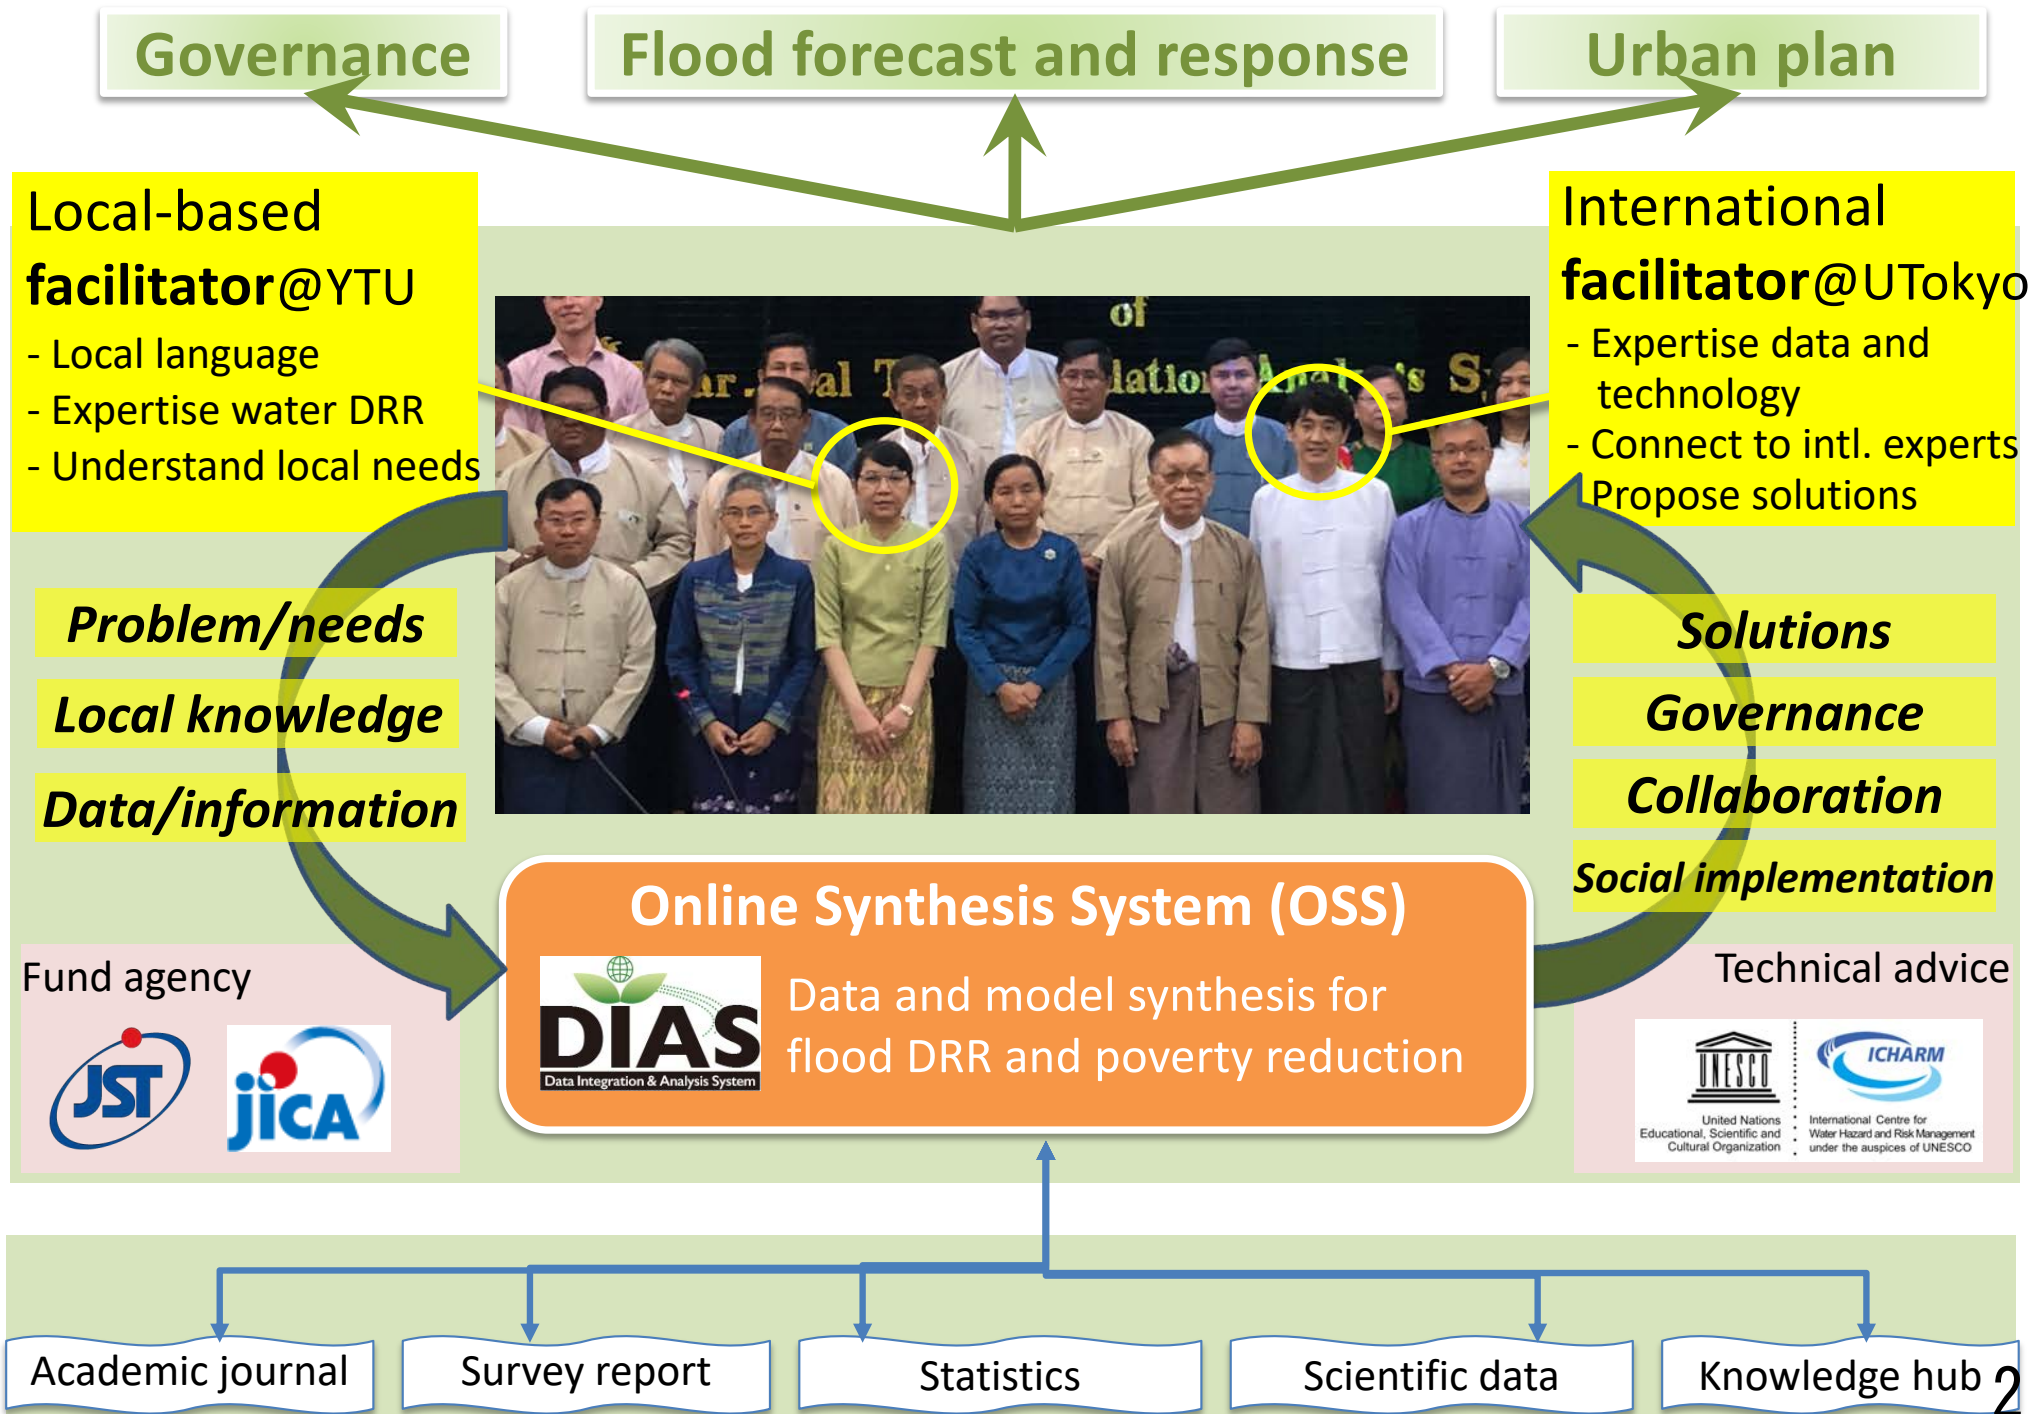 Governance
Flood forecast and response
Urban plan
Local-based
facilitator@YTU
- Local language
- Expertise water DRR
- Understand local needs
International
facilitator@UTokyo
- Expertise data and
technology
- Connect to intl. experts
Propose solutions
of
Problem/needs
Local knowledge
Data/information
Solutions
Governance
Collaboration
Social implementation
Online Synthesis System (OSS)
DIAS
Data Integration & Analysis System
Data and model synthesis for
flood DRR and poverty reduction
Fund agency
JST
jICA
Technical advice
UNESCO
United Nations
Educational, Scientific and
Cultural Organization
ICHARM
International Centre for
Water Hazard and Risk Management
under the auspices of UNESCO
Academic journal
Survey report
Statistics
Scientific data
Knowledge hub
2